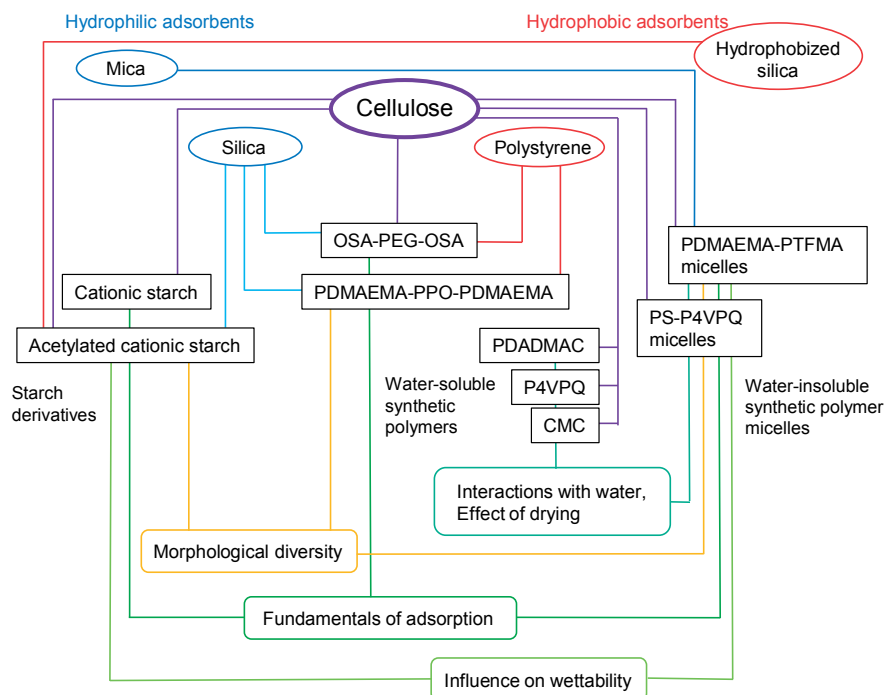 Hydrophilic adsorbents
Hydrophobic adsorbents
Hydrophobized
silica
Mica
Cellulose
Silica
Polystyrene
OSA-PEG-OSA
PDMAEMA-PTFMA
micelles
Cationic starch
PDMAEMA-PPO-PDMAEMA
PS-P4VPQ
micelles
Acetylated cationic starch
PDADMAC
Starch
derivatives
Water-soluble
synthetic
polymers
P4VPQ
CMC
Water-insoluble
synthetic polymer
micelles
Interactions with water,
Effect of drying
Morphological diversity
Fundamentals of adsorption
Influence on wettability